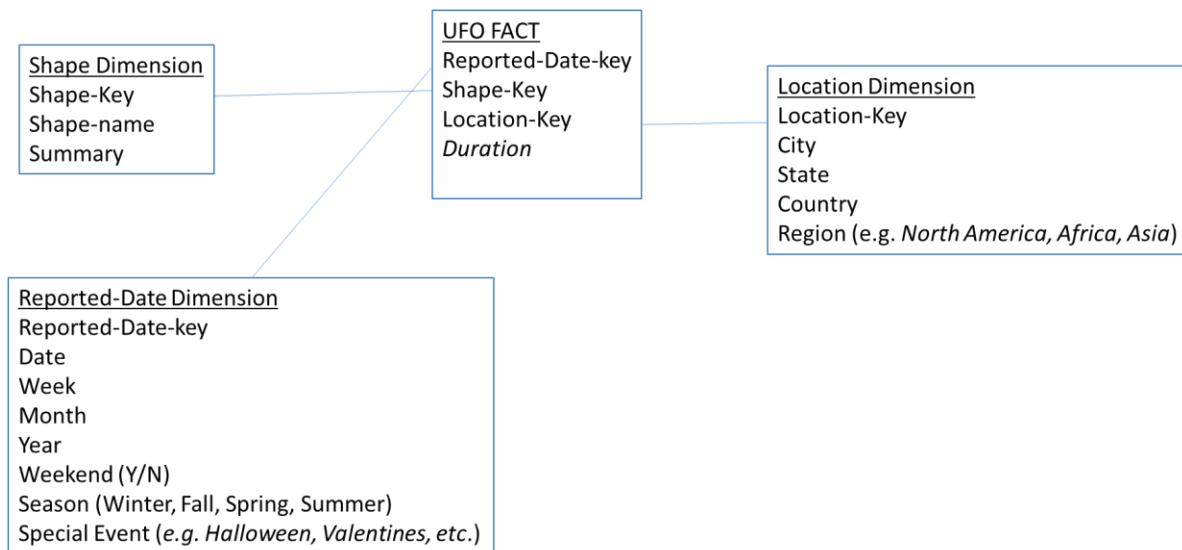 Shape Dimension
Shape-Key
Shape-name
Summary
UFO FACT
Reported-Date-key
Shape-Key
Location-Key
Duration
Location Dimension
Location-Key
City
State
Country
Region (e.g. North America, Africa, Asia)
Reported-Date Dimension
Reported-Date-key
Date
Week
Month
Year
Weekend (Y/N)
Season (Winter, Fall, Spring, Summer)
Special Event (e.g. Halloween, Valentines, etc.)